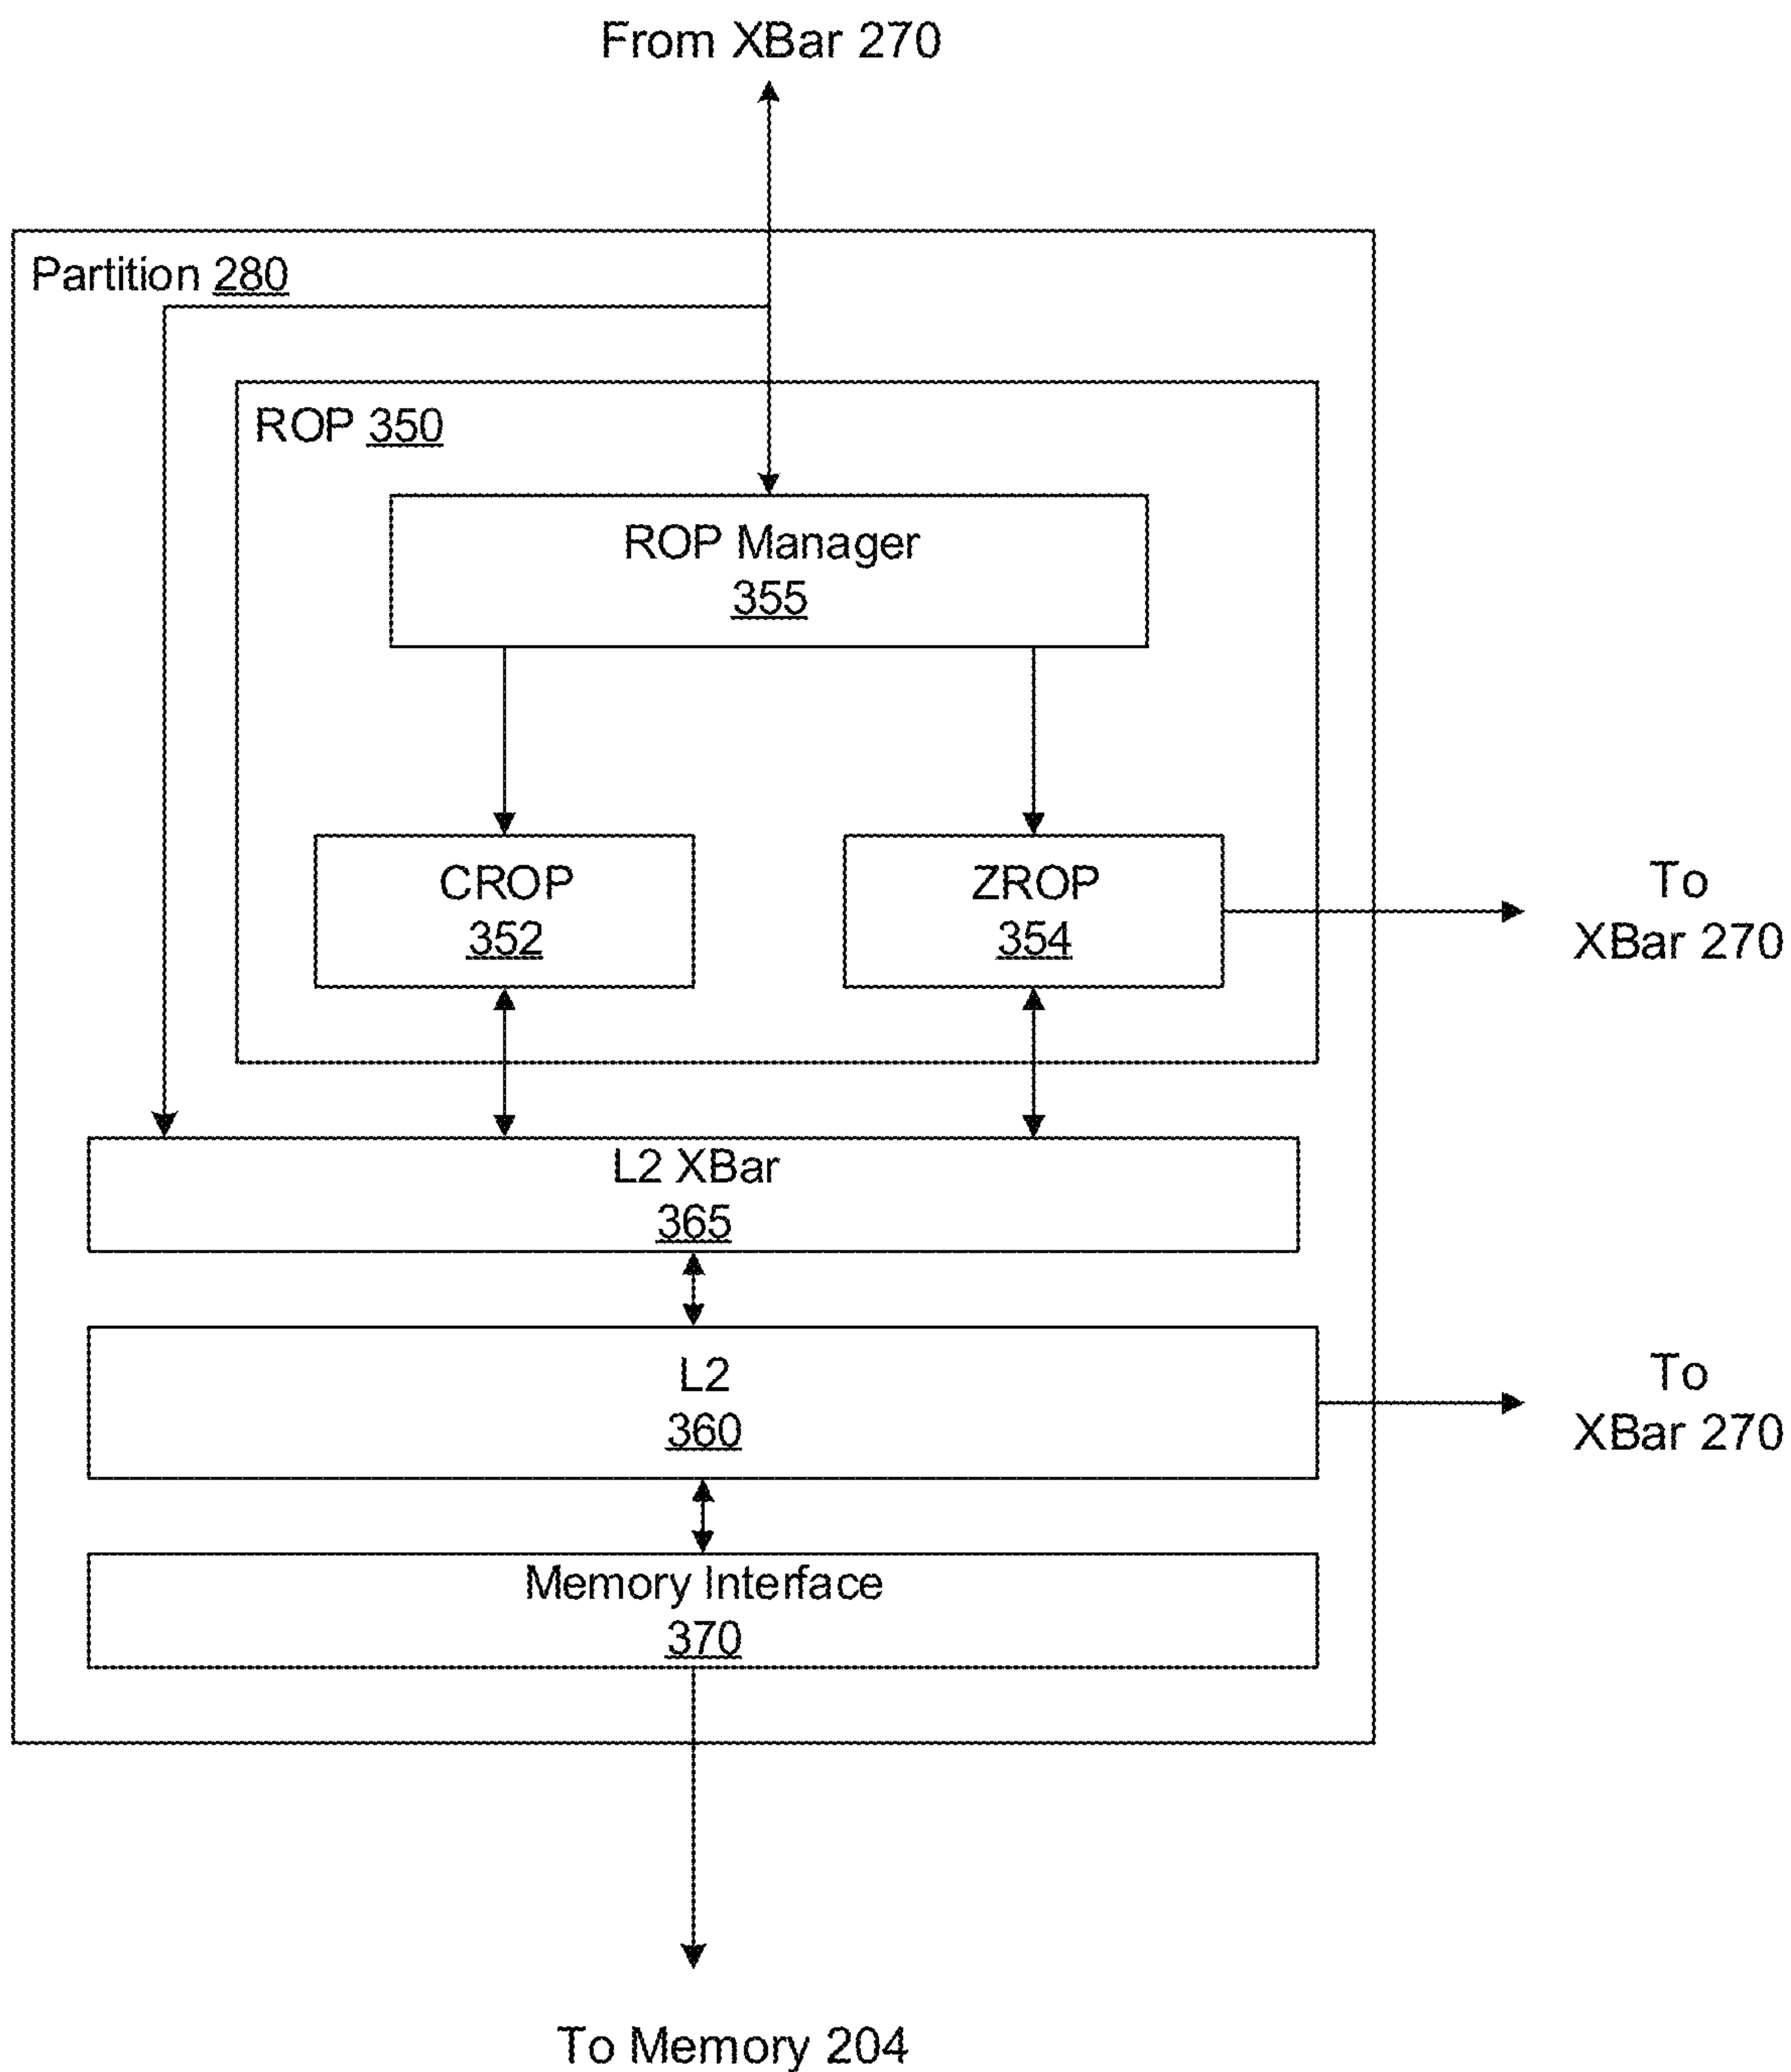 From XBar 270
Partition 280
ROP 350
ROP Manager
355
CROP
352
ZROP
354
To
XBar 270
L2 XBar
365
L2
360
To
XBar 270
Memory Interface
370
To Memory 204